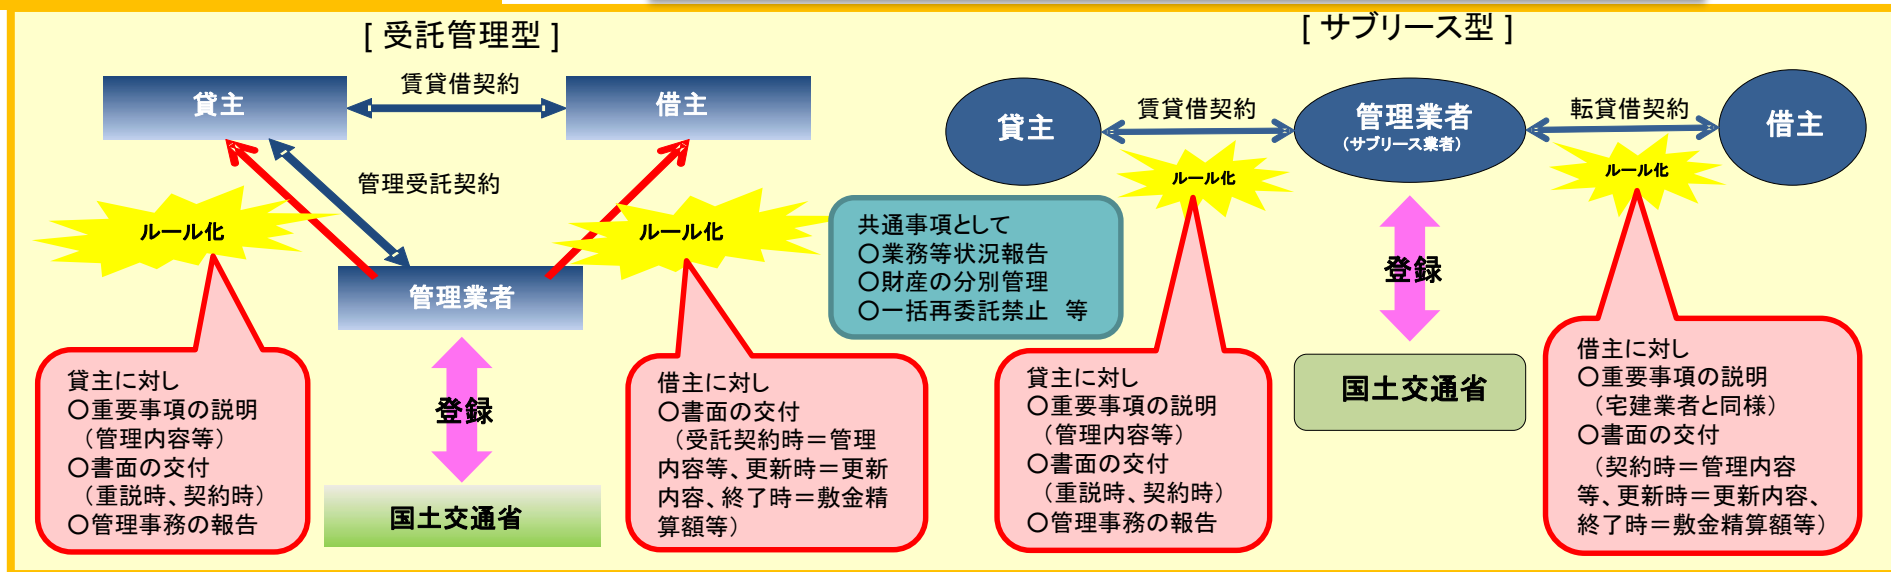 [ 受託管理型 ]
貸主
賃貸借契約
借主
管理受託契約
ルール化
ルール化
管理業者
登録
国土交通省
貸主に対し
○重要事項の説明
（管理内容等）
○書面の交付
（重説時、契約時）
○管理事務の報告
借主に対し
○書面の交付
（受託契約時＝管理
内容等、更新時＝更新
内容、終了時＝敷金精
算額等）
共通事項として
○業務等状況報告
○財産の分別管理
○一括再委託禁止　等
[ サブリース型 ]
貸主
賃貸借契約
管理業者
（サブリース業者）
転貸借契約
借主
ルール化
ルール化
登録
国土交通省
貸主に対し
○重要事項の説明
（管理内容等）
○書面の交付
（重説時、契約時）
○管理事務の報告
借主に対し
○重要事項の説明
（宅建業者と同様）
○書面の交付
（契約時＝管理内容
等、更新時＝更新内容、
終了時＝敷金精算額等）